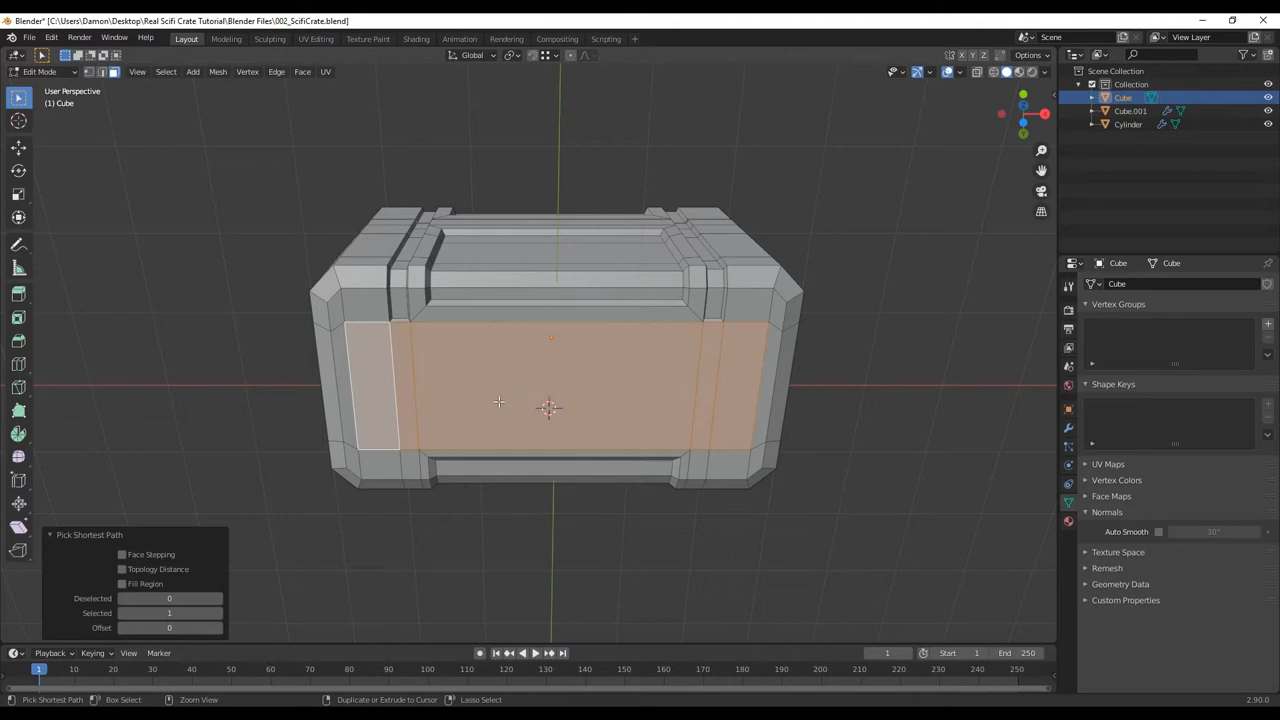 Blender* [C:\Users\Damon\Desktop\Real Scifi Crate Tutorial\Blender Files\002_ScifiCrate.blend]
File Edit Render Window Help Layout Modeling Sculpting UV Editing Texture Paint Shading Animation Rendering Compositing Scripting Scene View Layer
Global X Y Z Options
Edit Mode View Select Add Mesh Vertex Edge Face UV
User Perspective
(1) Cube
Scene Collection
Collection
Cube
Cube.001
Cylinder
Cube Cube
Cube
Vertex Groups
Shape Keys
UV Maps
Vertex Colors
Face Maps
Normals
Auto Smooth 30°
Texture Space
Remesh
Geometry Data
Custom Properties
Pick Shortest Path
Face Stepping
Topology Distance
Fill Region
Deselected 0
Selected 1
Offset 0
Playback Keying View Marker 1 Start 1 End 250
1 10 20 30 40 50 60 70 80 90 100 110 120 130 140 150 160 170 180 190 200 210 220 230 240 250
Pick Shortest Path Box Select Zoom View Duplicate or Extrude to Cursor Lasso Select 2.90.0